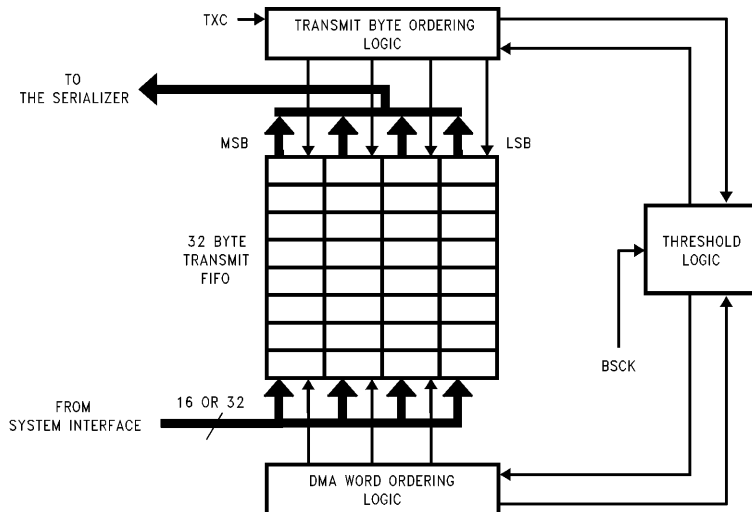 TXC
TRANSMIT BYTE ORDERING
LOGIC
TO
THE SERIALIZER
MSB
LSB
32 BYTE
TRANSMIT
FIFO
THRESHOLD
LOGIC
BSCK
FROM
SYSTEM INTERFACE
16 OR 32
DMA WORD ORDERING
LOGIC